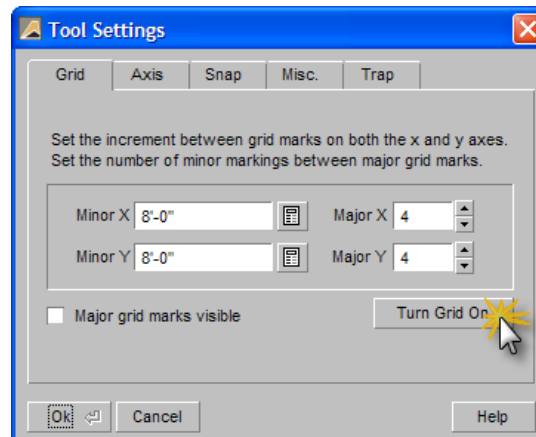 Tool Settings
Grid Axis Snap Misc. Trap
Set the increment between grid marks on both the x and y axes.
Set the number of minor markings between major grid marks.
Minor X 8'-0" Major X 4
Minor Y 8'-0" Major Y 4
Major grid marks visible Turn Grid On
Ok Cancel Help